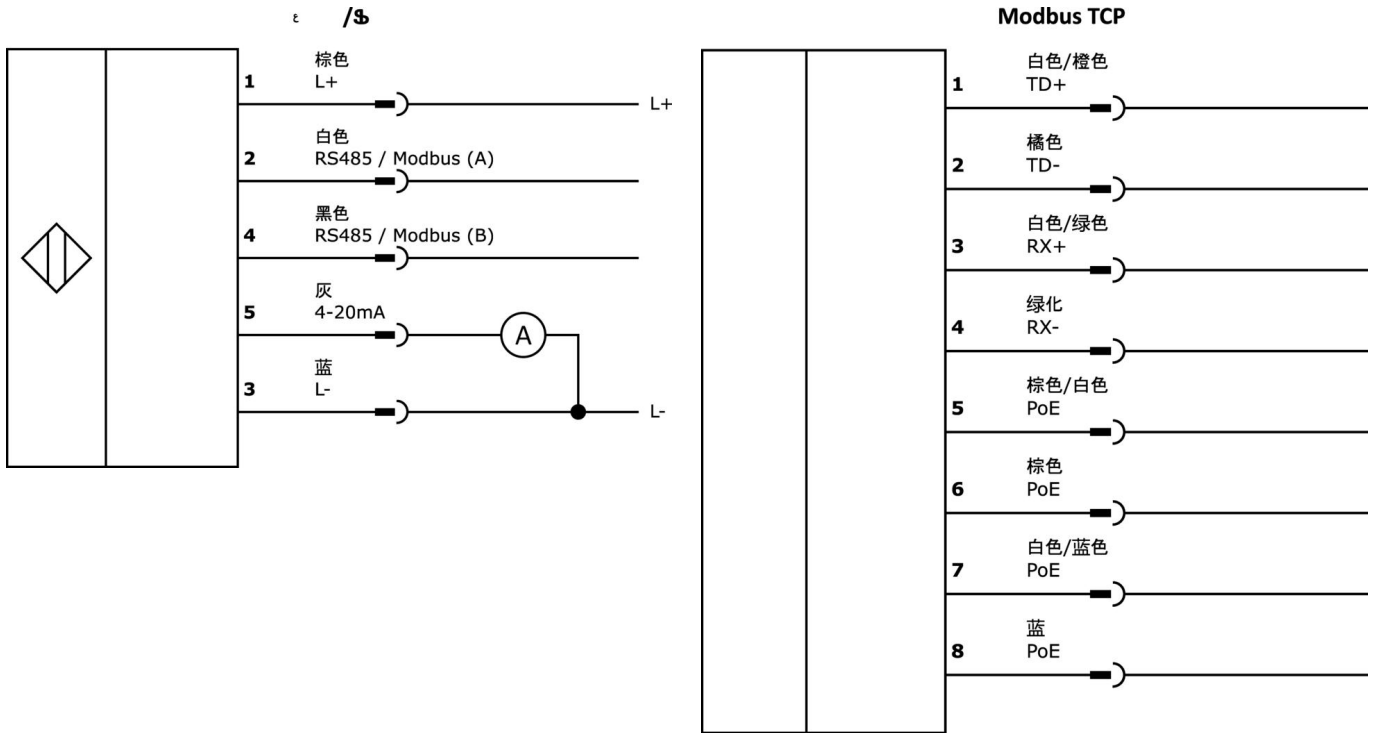 1
棕色
L+
L+
2
白色
RS485 / Modbus (A)
4
黑色
RS485 / Modbus (B)
5
灰
4-20mA
A
3
蓝
L-
L-
Modbus TCP
1
白色/橙色
TD+
2
橘色
TD-
3
白色/绿色
RX+
4
绿化
RX-
5
棕色/白色
PoE
6
棕色
PoE
7
白色/蓝色
PoE
8
蓝
PoE